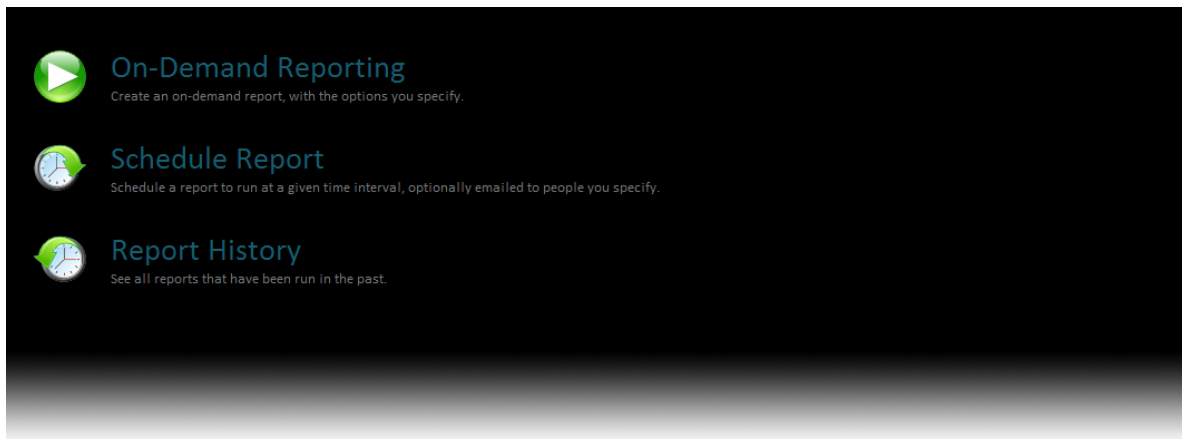 On-Demand Reporting
Create an on-demand report, with the options you specify.
Schedule Report
Schedule a report to run at a given time interval, optionally emailed to people you specify.
Report History
See all reports that have been run in the past.